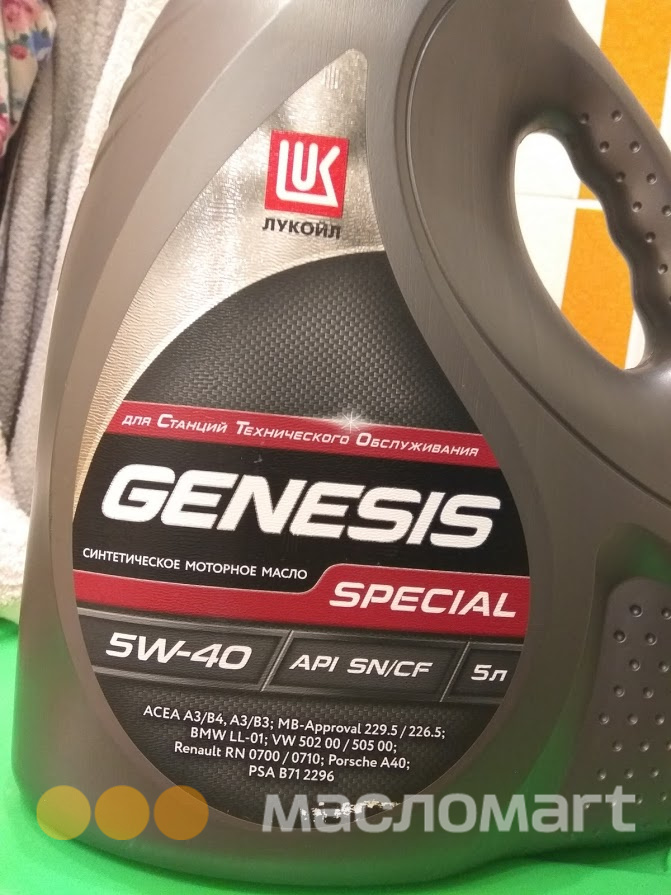 LUK
ЛУКОЙЛ
для Станций Технического Обслуживания
GENESIS
СИНТЕТИЧЕСКОЕ МОТОРНОЕ МАСЛО
SPECIAL
5W-40
API SN/CF
5л
ACEA A3/B4, A3/B3; MB-Approval 229.5 / 226.5;
BMW LL-01; VW 502 00 / 505 00;
Renault RN 0700 / 0710; Porsche A40;
PSA B71 2296
масломart